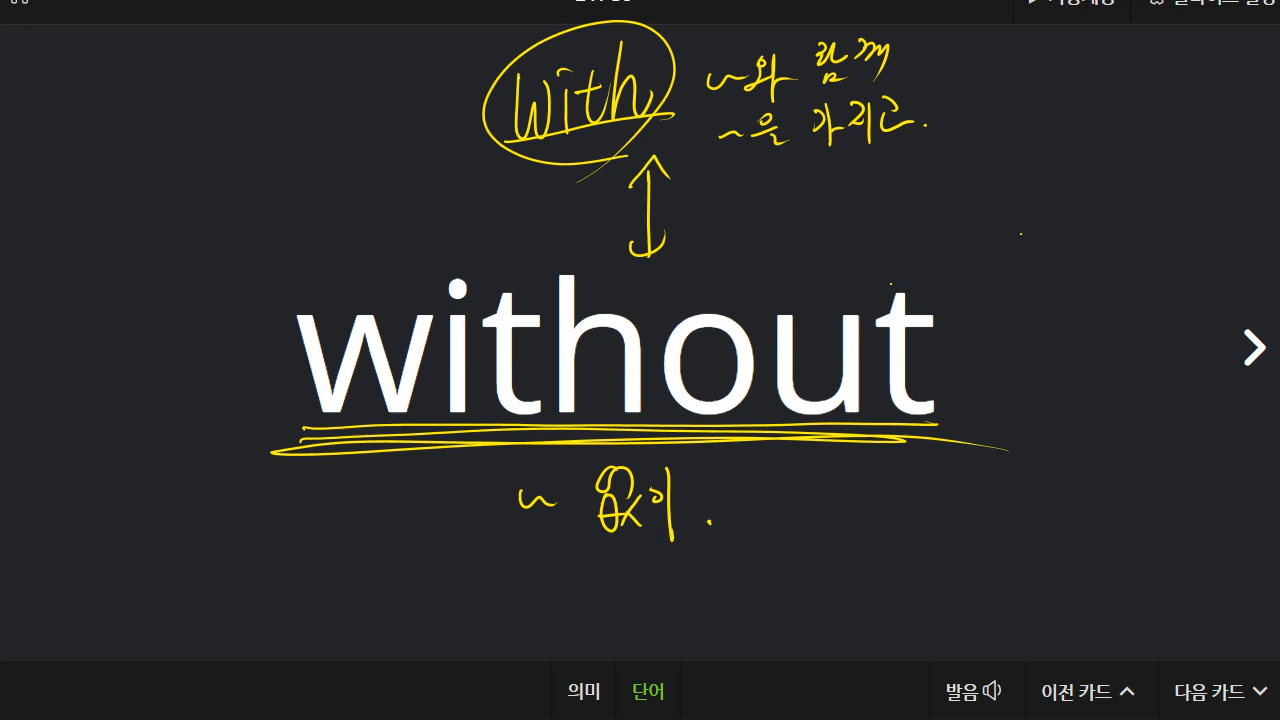 with ~와 함께
~을 가지고.
without
~ 없이.
의미 단어 발음 이전 카드 다음 카드